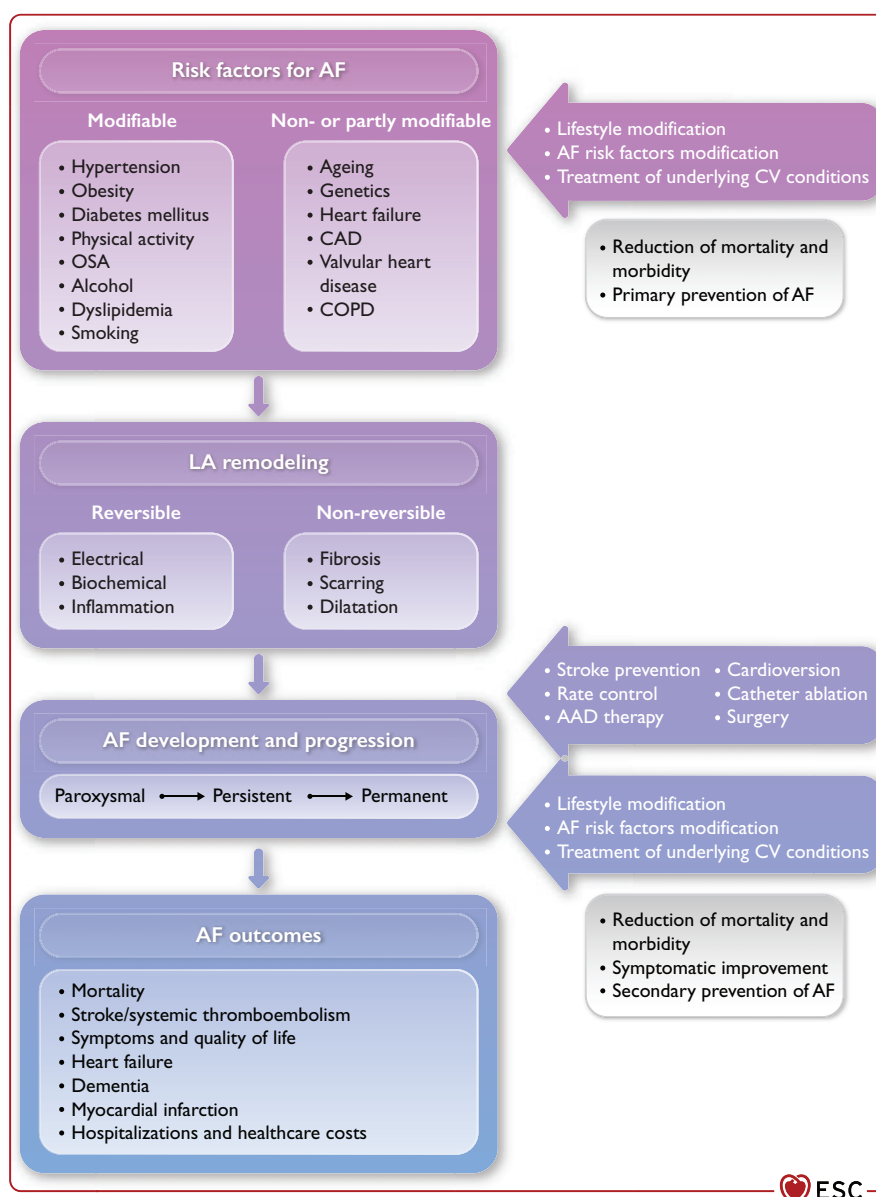 Risk factors for AF
Modifiable
• Hypertension
• Obesity
• Diabetes mellitus
• Physical activity
• OSA
• Alcohol
• Dyslipidemia
• Smoking
Non- or partly modifiable
• Ageing
• Genetics
• Heart failure
• CAD
• Valvular heart
disease
• COPD
• Lifestyle modification
• AF risk factors modification
• Treatment of underlying CV conditions
• Reduction of mortality and
morbidity
• Primary prevention of AF
LA remodeling
Reversible
• Electrical
• Biochemical
• Inflammation
Non-reversible
• Fibrosis
• Scarring
• Dilatation
• Stroke prevention
• Rate control
• AAD therapy
• Cardioversion
• Catheter ablation
• Surgery
AF development and progression
Paroxysmal Persistent Permanent
• Lifestyle modification
• AF risk factors modification
• Treatment of underlying CV conditions
• Reduction of mortality and
morbidity
• Symptomatic improvement
• Secondary prevention of AF
AF outcomes
• Mortality
• Stroke/systemic thromboembolism
• Symptoms and quality of life
• Heart failure
• Dementia
• Myocardial infarction
• Hospitalizations and healthcare costs
ESC